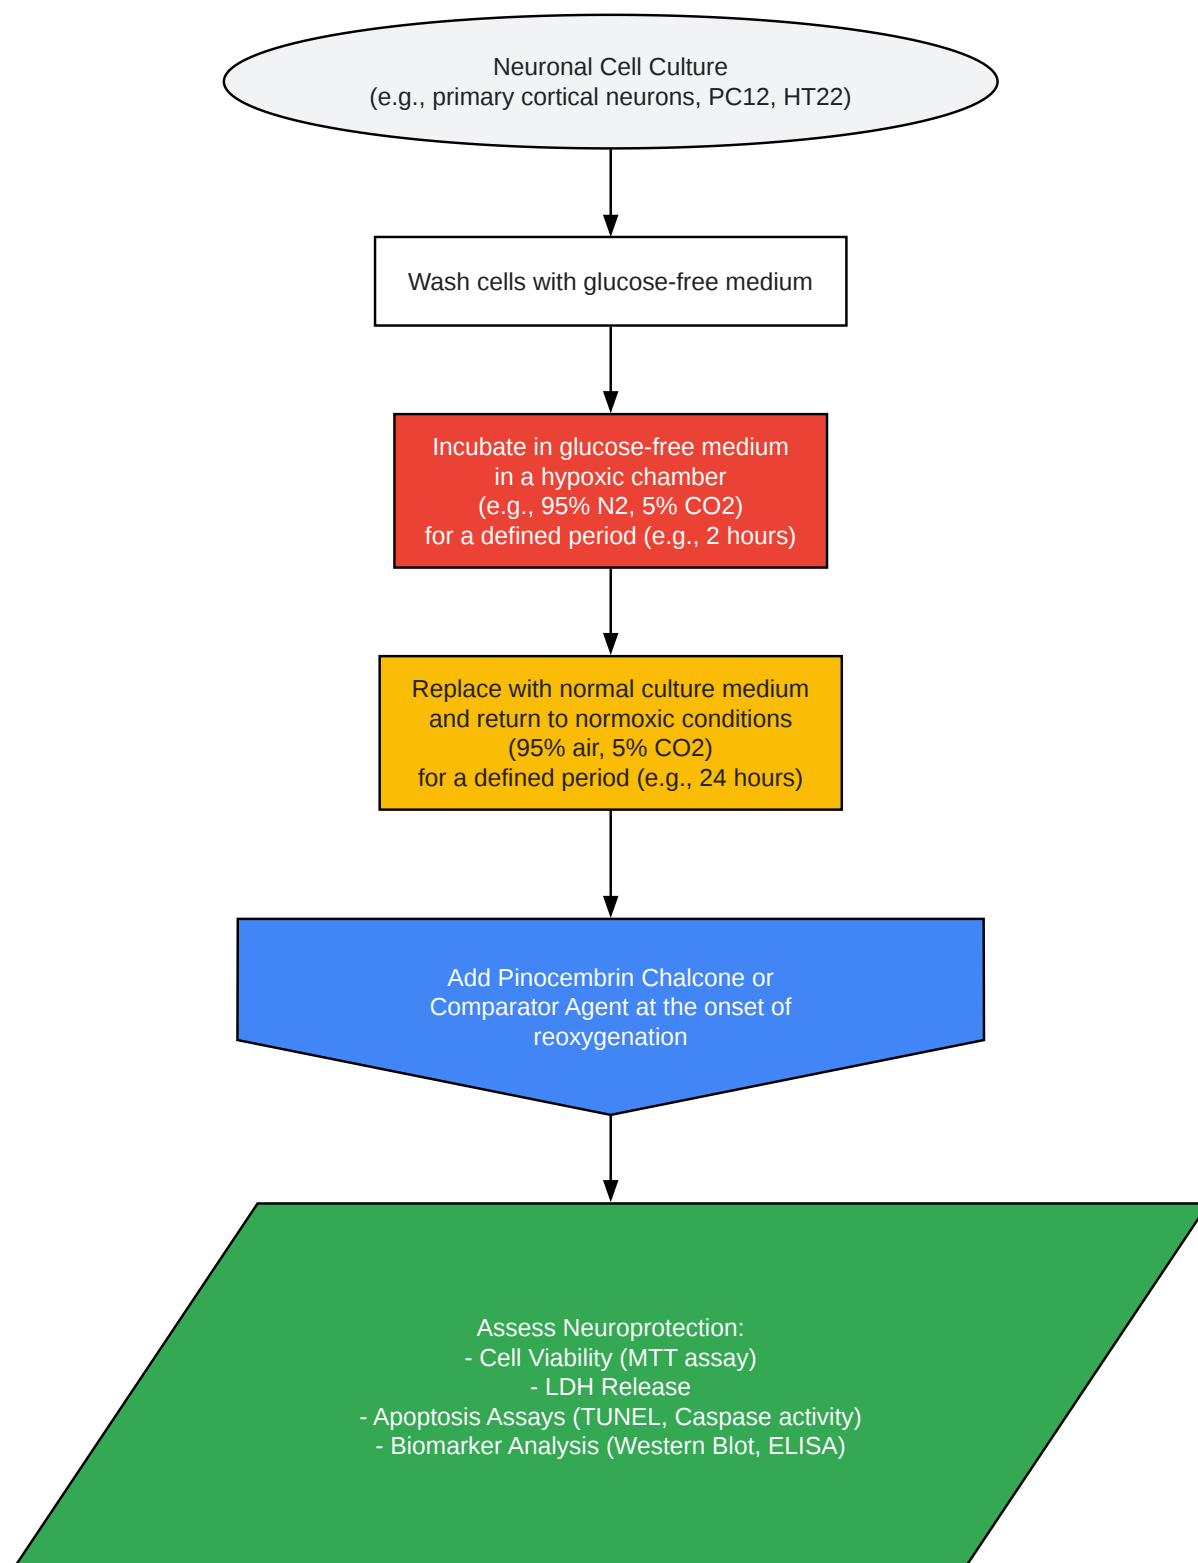 Neuronal Cell Culture
(e.g., primary cortical neurons, PC12, HT22)
Wash cells with glucose-free medium
Incubate in glucose-free medium
in a hypoxic chamber
(e.g., 95% N2, 5% CO2)
for a defined period (e.g., 2 hours)
Replace with normal culture medium
and return to normoxic conditions
(95% air, 5% CO2)
for a defined period (e.g., 24 hours)
Add Pinocembrin Chalcone or
Comparator Agent at the onset of
reoxygenation
Assess Neuroprotection:
- Cell Viability (MTT assay)
- LDH Release
- Apoptosis Assays (TUNEL, Caspase activity)
- Biomarker Analysis (Western Blot, ELISA)